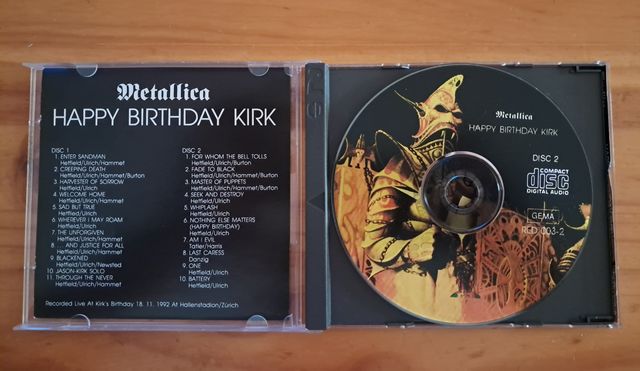 Metallica
HAPPY BIRTHDAY KIRK
DISC 1
1. ENTER SANDMAN
Hetfield/Ulrich/Hammet
2. CREEPING DEATH
Hetfield/Ulrich/Hammet/Burton
3. HARVESTER OF SORROW
Hetfield/Ulrich
4. WELCOME HOME
Hetfield/Ulrich/Hammet
5. SAD BUT TRUE
Hetfield/Ulrich
6. WHEREVER I MAY ROAM
Hetfield/Ulrich
7. THE UNFORGIVEN
Hetfield/Ulrich/Hammet
8. ... AND JUSTICE FOR ALL
Hetfield/Ulrich/Hammet
9. BLACKENED
Hetfield/Ulrich/Newsted
10. JASON-KIRK SOLO
11. THROUGH THE NEVER
Hetfield/Ulrich/Hammet
DISC 2
1. FOR WHOM THE BELL TOLLS
Hetfield/Ulrich/Burton
2. FADE TO BLACK
Hetfield/Ulrich/Hammet/Burton
3. MASTER OF PUPPETS
Hetfield/Ulrich/Hammet/Burton
4. SEEK AND DESTROY
Hetfield/Ulrich
5. WHIPLASH
Hetfield/Ulrich
6. NOTHING ELSE MATTERS
(HAPPY BIRTHDAY)
Hetfield/Ulrich
7. AM I EVIL
Tatler/Harris
8. LAST CARESS
Danzig
9. ONE
Hetfield/Ulrich
10. BATTERY
Hetfield/Ulrich
Recorded Live At Kirk's Birthday 18. 11. 1992 At Hallenstadion/Zürich
Metallica
HAPPY BIRTHDAY KIRK
DISC 2
COMPACT
disc
DIGITAL AUDIO
GEMA
RCD 003-2